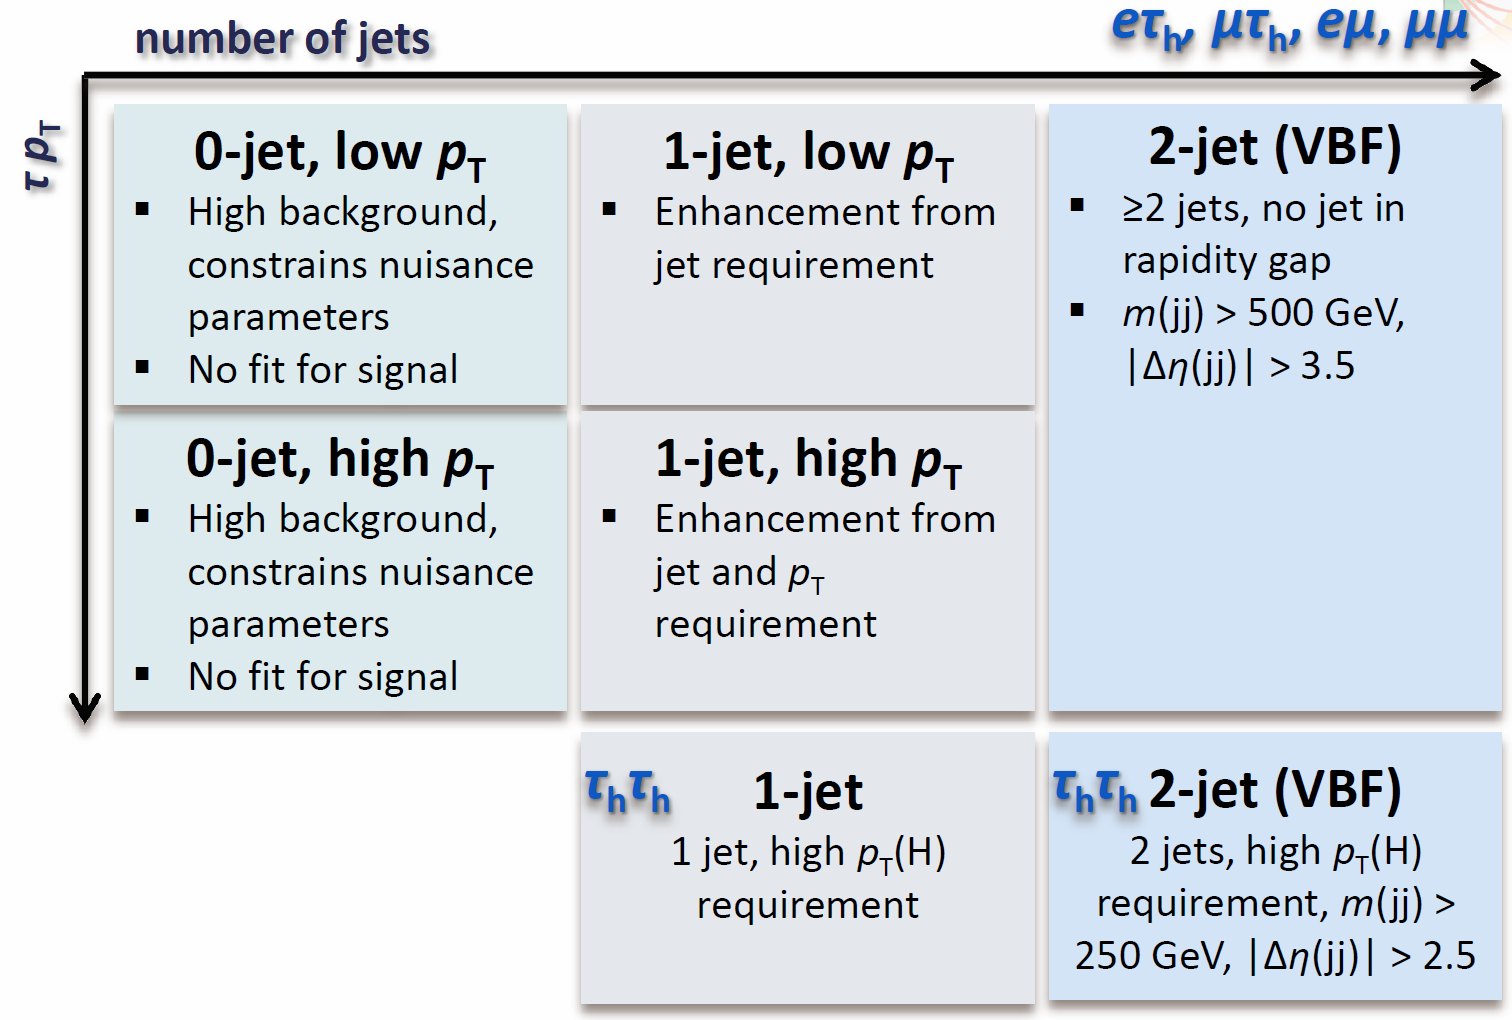 number of jets
eτh, μτh, eμ, μμ
τ pT
0-jet, low pT
▪ High background,
constrains nuisance
parameters
▪ No fit for signal
1-jet, low pT
▪ Enhancement from
jet requirement
2-jet (VBF)
▪ ≥2 jets, no jet in
rapidity gap
▪ m(jj) > 500 GeV,
|Δη(jj)| > 3.5
0-jet, high pT
▪ High background,
constrains nuisance
parameters
▪ No fit for signal
1-jet, high pT
▪ Enhancement from
jet and pT
requirement
τhτh 1-jet
1 jet, high pT(H)
requirement
τhτh 2-jet (VBF)
2 jets, high pT(H)
requirement, m(jj) >
250 GeV, |Δη(jj)| > 2.5